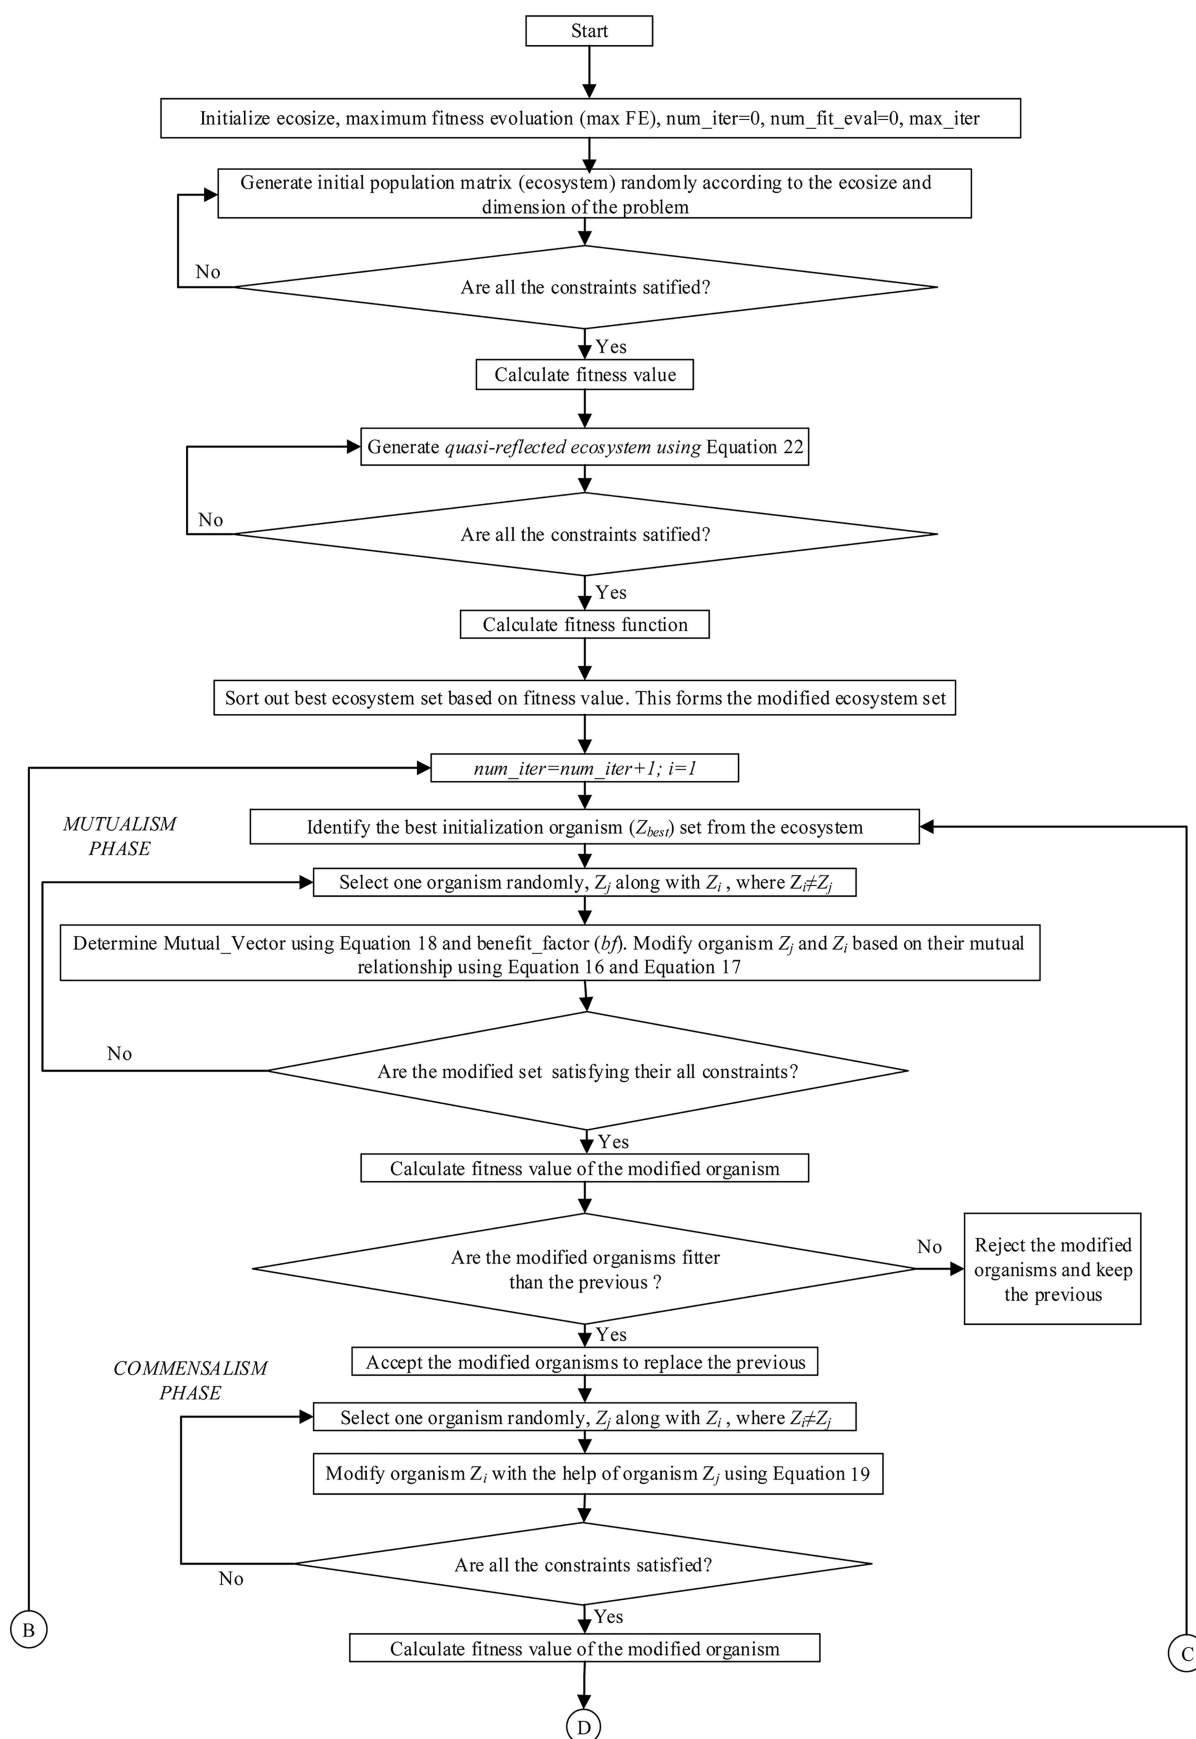 Start
Initialize ecosize, maximum fitness evoluation (max FE), num_iter=0, num_fit_eval=0, max_iter
Generate initial population matrix (ecosystem) randomly according to the ecosize and
dimension of the problem
No
Are all the constraints satified?
Yes
Calculate fitness value
Generate quasi-reflected ecosystem using Equation 22
No
Are all the constraints satified?
Yes
Calculate fitness function
Sort out best ecosystem set based on fitness value. This forms the modified ecosystem set
num_iter=num_iter+1; i=1
MUTUALISM
PHASE
Identify the best initialization organism (Zbest) set from the ecosystem
Select one organism randomly, Zj along with Zi , where Zi≠Zj
Determine Mutual_Vector using Equation 18 and benefit_factor (bf). Modify organism Zj and Zi based on their mutual
relationship using Equation 16 and Equation 17
No
Are the modified set satisfying their all constraints?
Yes
Calculate fitness value of the modified organism
Are the modified organisms fitter
than the previous ?
No
Reject the modified
organisms and keep
the previous
Yes
Accept the modified organisms to replace the previous
COMMENSALISM
PHASE
Select one organism randomly, Zj along with Zi , where Zi≠Zj
Modify organism Zi with the help of organism Zj using Equation 19
Are all the constraints satisfied?
No
Yes
B
Calculate fitness value of the modified organism
C
D